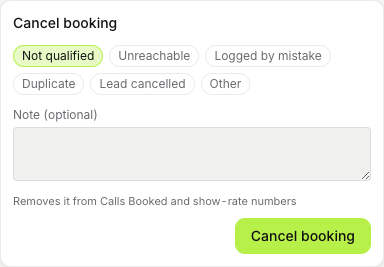 Cancel booking
Not qualified Unreachable Logged by mistake
Duplicate Lead cancelled Other
Note (optional)
Removes it from Calls Booked and show-rate numbers
Cancel booking